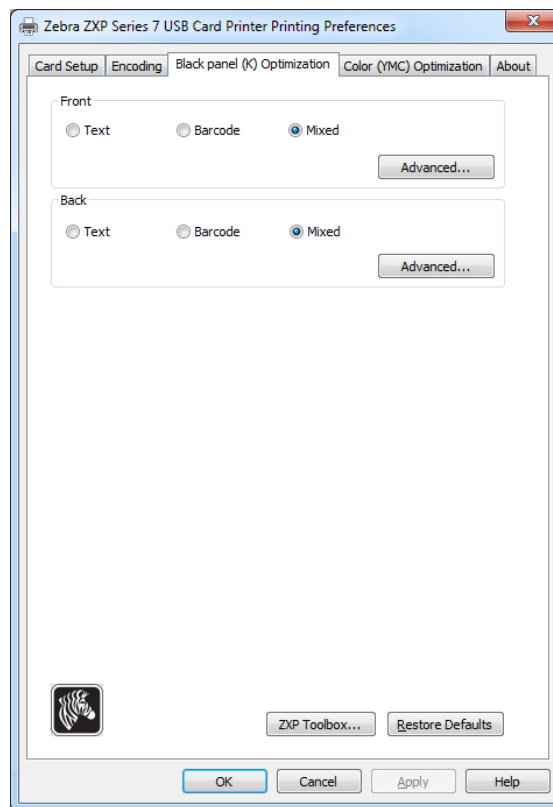 Zebra ZXP Series 7 USB Card Printer Printing Preferences
Card Setup Encoding Black panel (K) Optimization Color (YMC) Optimization About
Front
Text Barcode Mixed
Advanced...
Back
Text Barcode Mixed
Advanced...
ZXP Toolbox... Restore Defaults
OK Cancel Apply Help